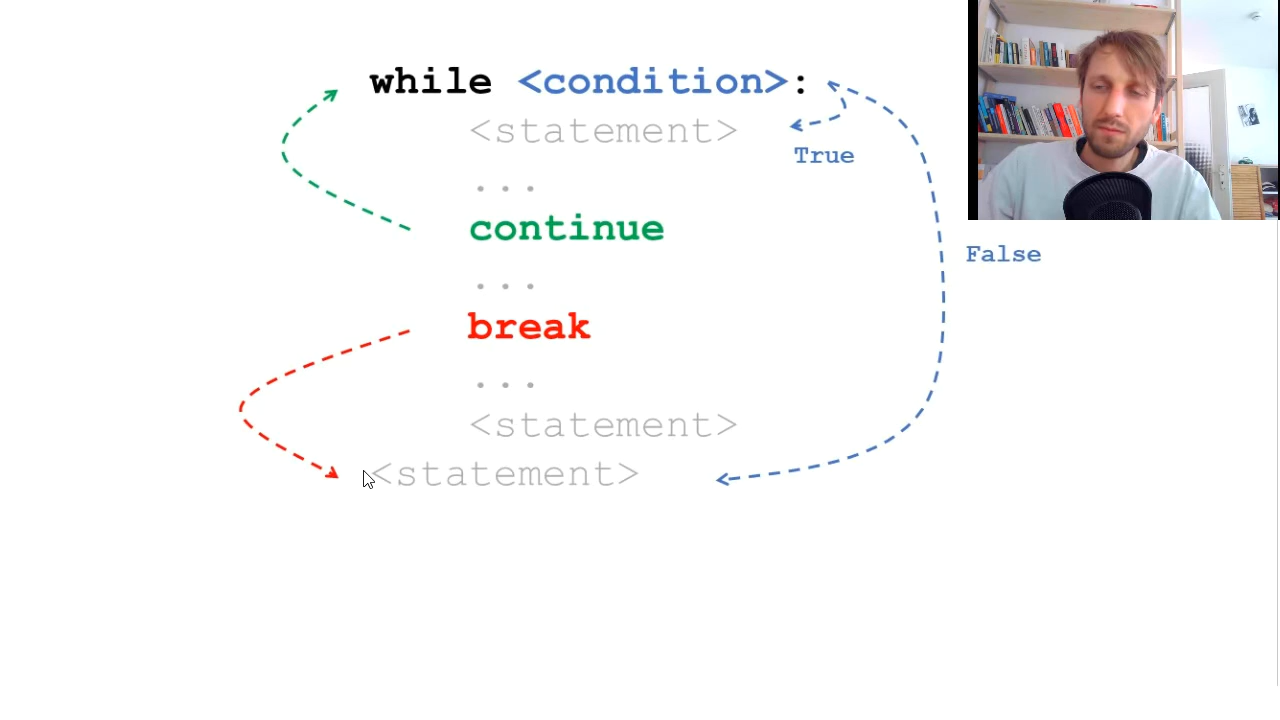 while <condition>:
<statement>
True
...
continue
False
...
break
...
<statement>
<statement>